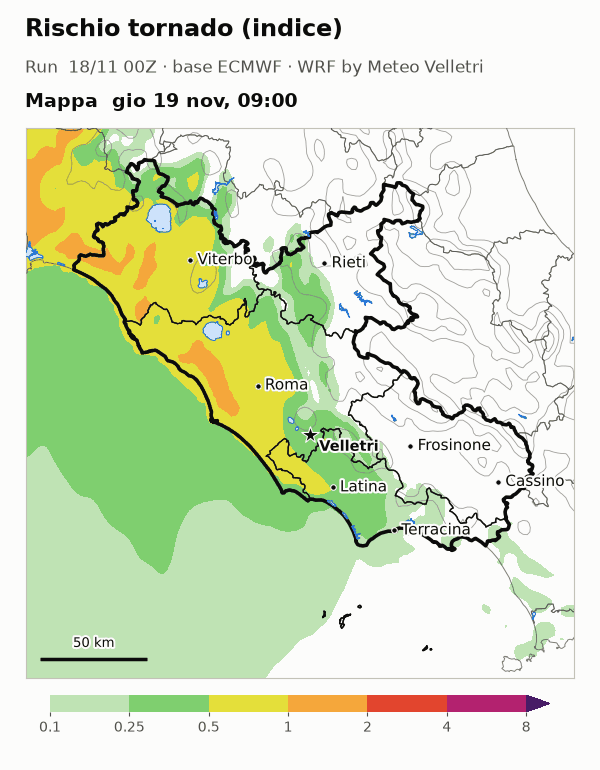 Rischio tornado (indice)
Run  18/11 00Z · base ECMWF · WRF by Meteo Velletri
Mappa  gio 19 nov, 09:00
Viterbo
Rieti
Roma
Velletri
Frosinone
Latina
Cassino
Terracina
50 km
0.1 0.25 0.5 1 2 4 8